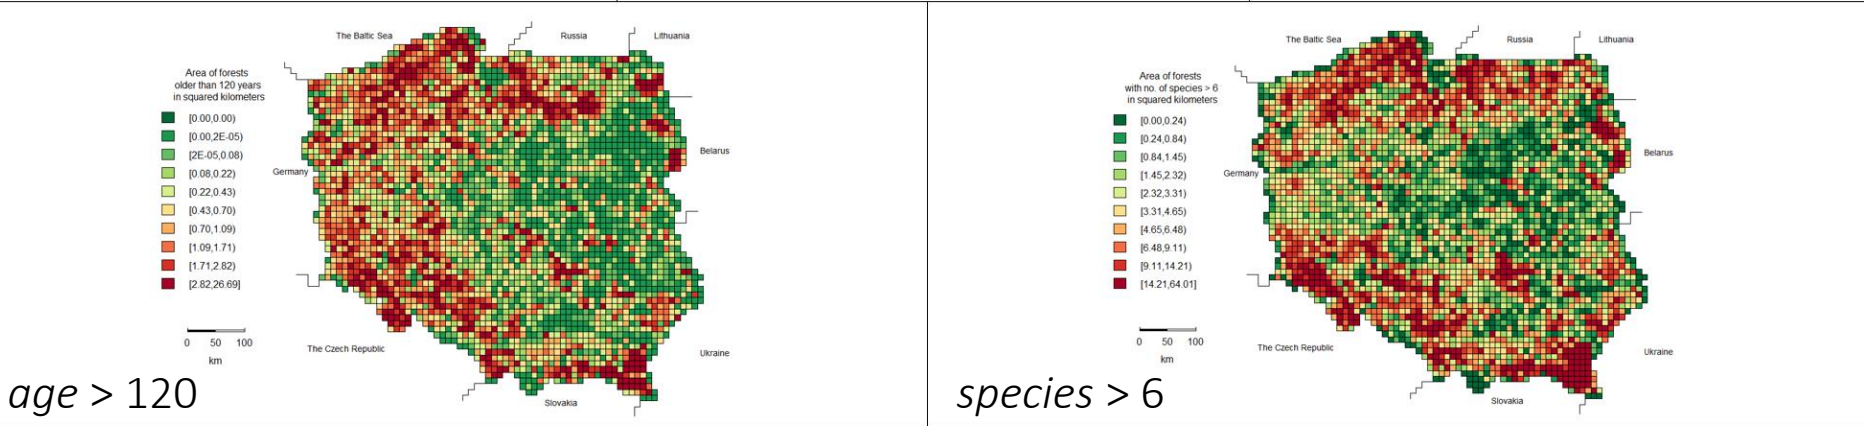 The Baltic Sea
Russia
Lithuania
Area of forests
older than 120 years
in squared kilometers
[0.00,0.00)
[0.00,2E-05)
[2E-05,0.08)
[0.08,0.22)
[0.22,0.43)
[0.43,0.70)
[0.70,1.09)
[1.09,1.71)
[1.71,2.82)
[2.82,26.69]
Belarus
Germany
0 50 100
km
The Czech Republic
Ukraine
Slovakia
age > 120
The Baltic Sea
Russia
Lithuania
Area of forests
with no. of species > 6
in squared kilometers
[0.00,0.24)
[0.24,0.84)
[0.84,1.45)
[1.45,2.32)
[2.32,3.31)
[3.31,4.65)
[4.65,6.48)
[6.48,9.11)
[9.11,14.21)
[14.21,64.01]
Belarus
Germany
0 50 100
km
The Czech Republic
Ukraine
Slovakia
species > 6